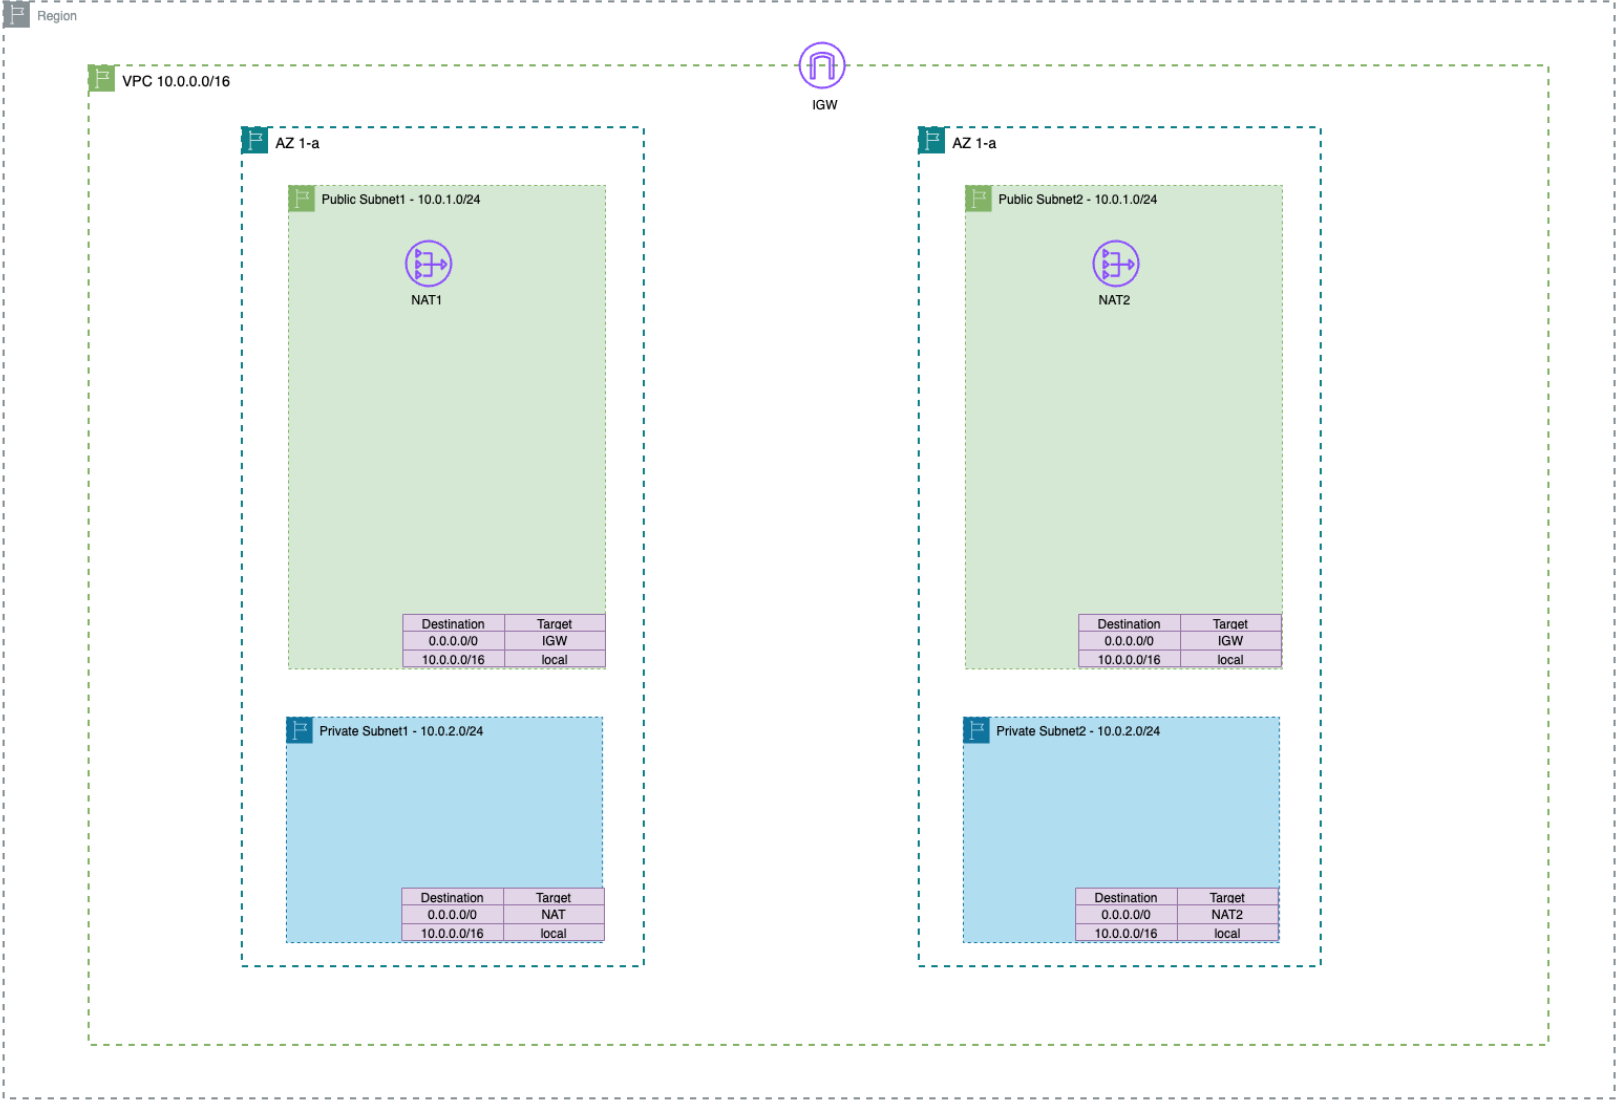 Region
VPC 10.0.0.0/16
IGW
AZ 1-a
Public Subnet1 - 10.0.1.0/24
NAT1
Destination Target
0.0.0.0/0 IGW
10.0.0.0/16 local
Private Subnet1 - 10.0.2.0/24
Destination Target
0.0.0.0/0 NAT
10.0.0.0/16 local
AZ 1-a
Public Subnet2 - 10.0.1.0/24
NAT2
Destination Target
0.0.0.0/0 IGW
10.0.0.0/16 local
Private Subnet2 - 10.0.2.0/24
Destination Target
0.0.0.0/0 NAT2
10.0.0.0/16 local